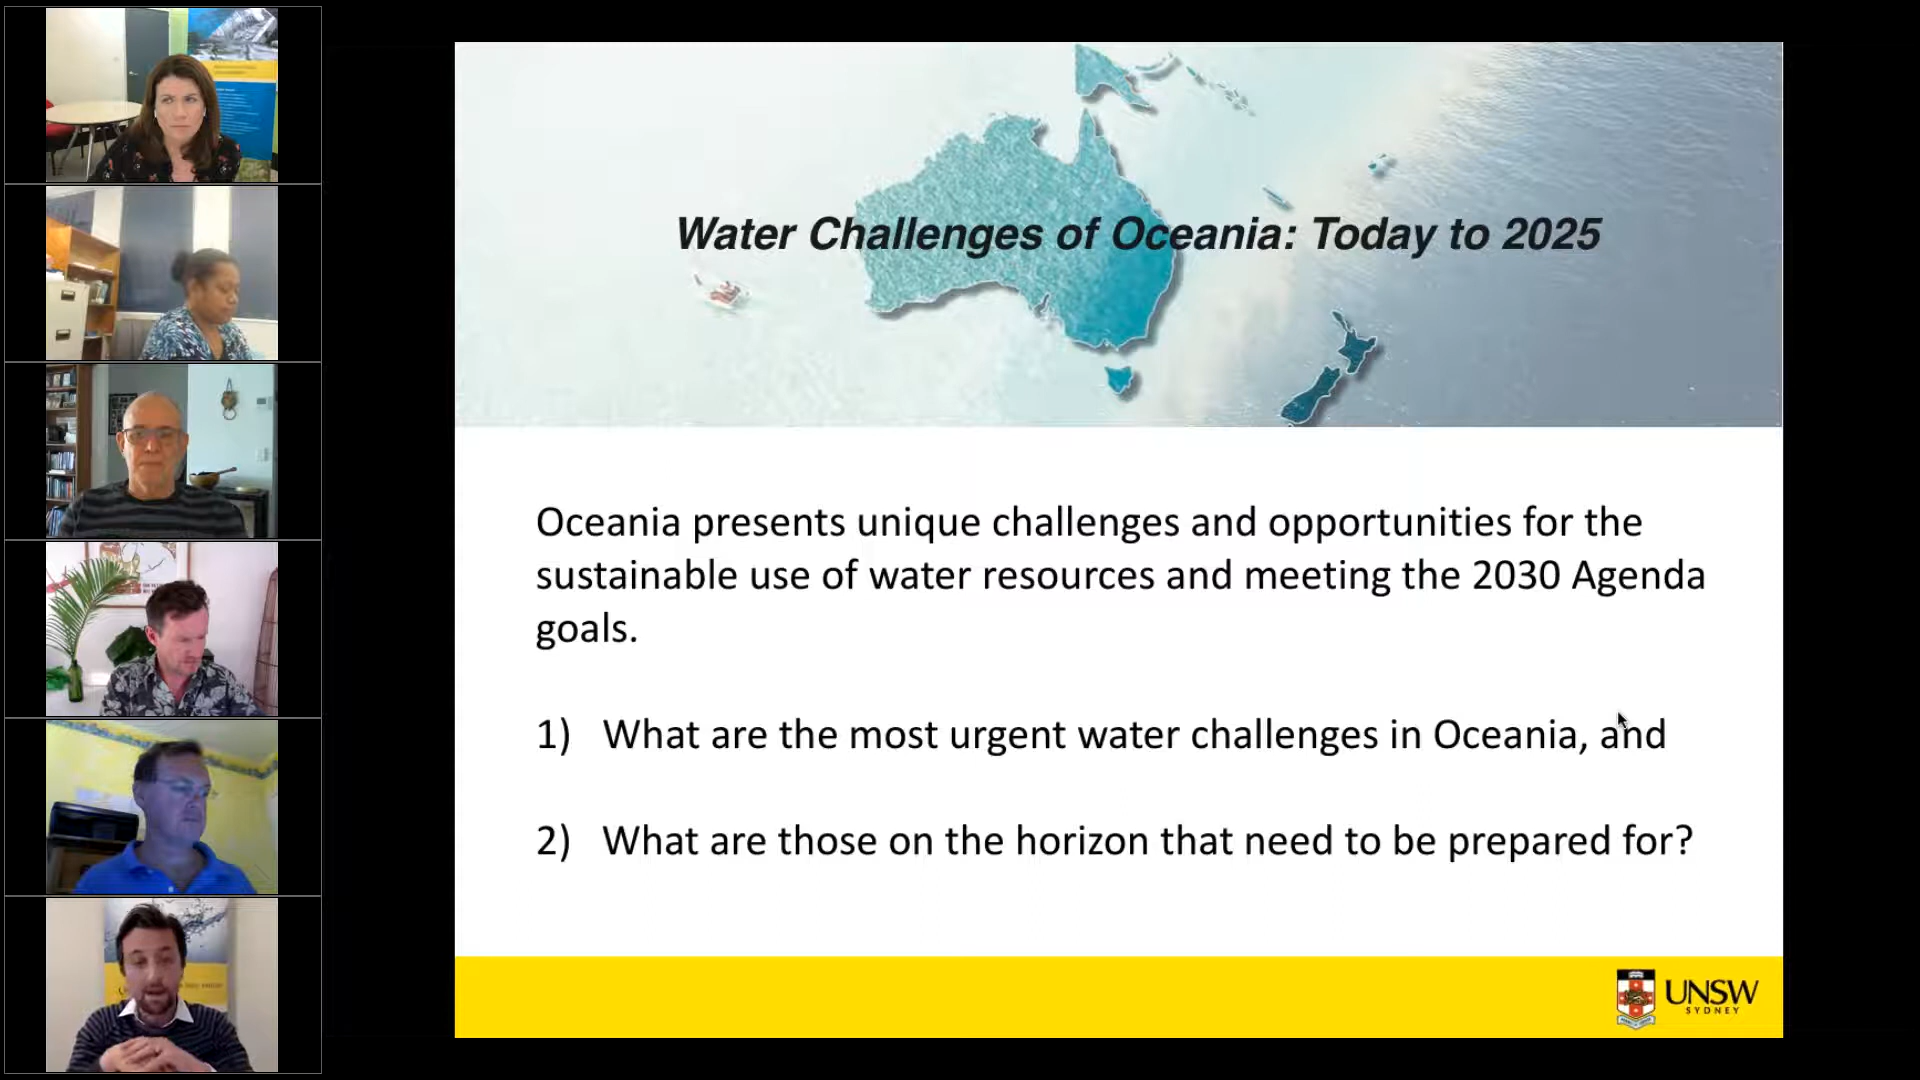 Water Challenges of Oceania: Today to 2025
Oceania presents unique challenges and opportunities for the
sustainable use of water resources and meeting the 2030 Agenda
goals.
1) What are the most urgent water challenges in Oceania, and
2) What are those on the horizon that need to be prepared for?
UNSW
SYDNEY